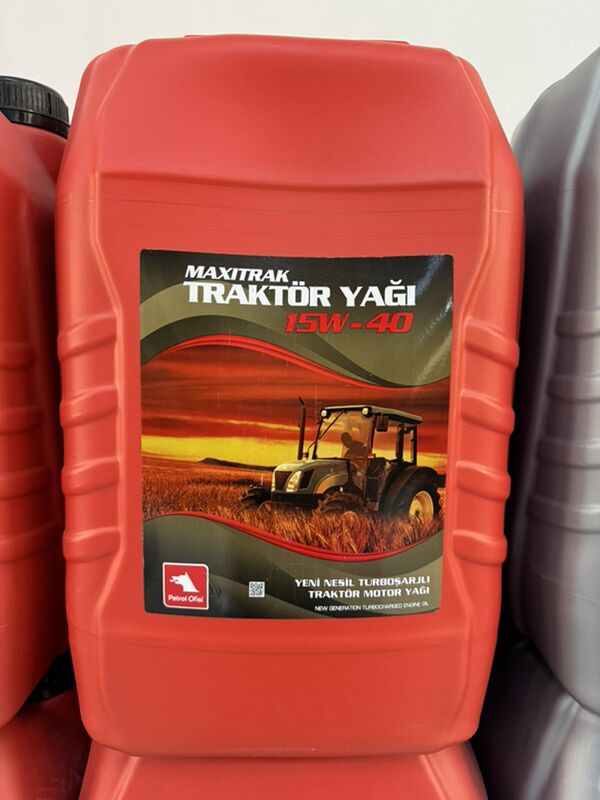 MAXITRAK
TRAKTÖR YAĞI
15W-40
YENİ NESİL TURBOŞARJLI
TRAKTÖR MOTOR YAĞI
NEW GENERATION TURBOCHARGED ENGINE OIL
Petrol Ofisi